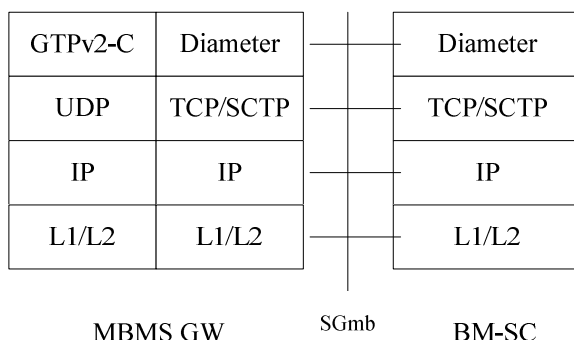 GTPv2-C Diameter Diameter
UDP TCP/SCTP TCP/SCTP
IP IP IP
L1/L2 L1/L2 L1/L2
MBMS GW SGmb BM-SC